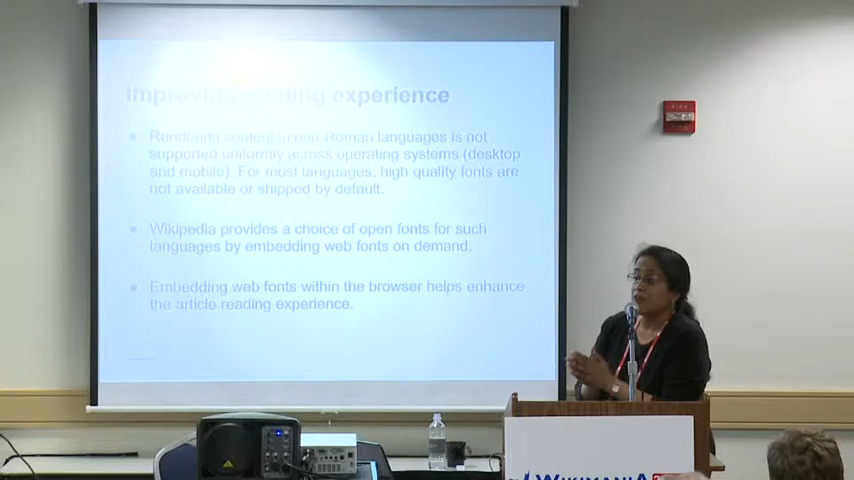 Improving reading experience
Rendering content in non-Roman languages is not
supported uniformly across operating systems (desktop
and mobile). For most languages, high quality fonts are
not available or shipped by default.
Wikipedia provides a choice of open fonts for such
languages by embedding web fonts on demand.
Embedding web fonts within the browser helps enhance
the article reading experience.
FIRE
WIKIMANIA